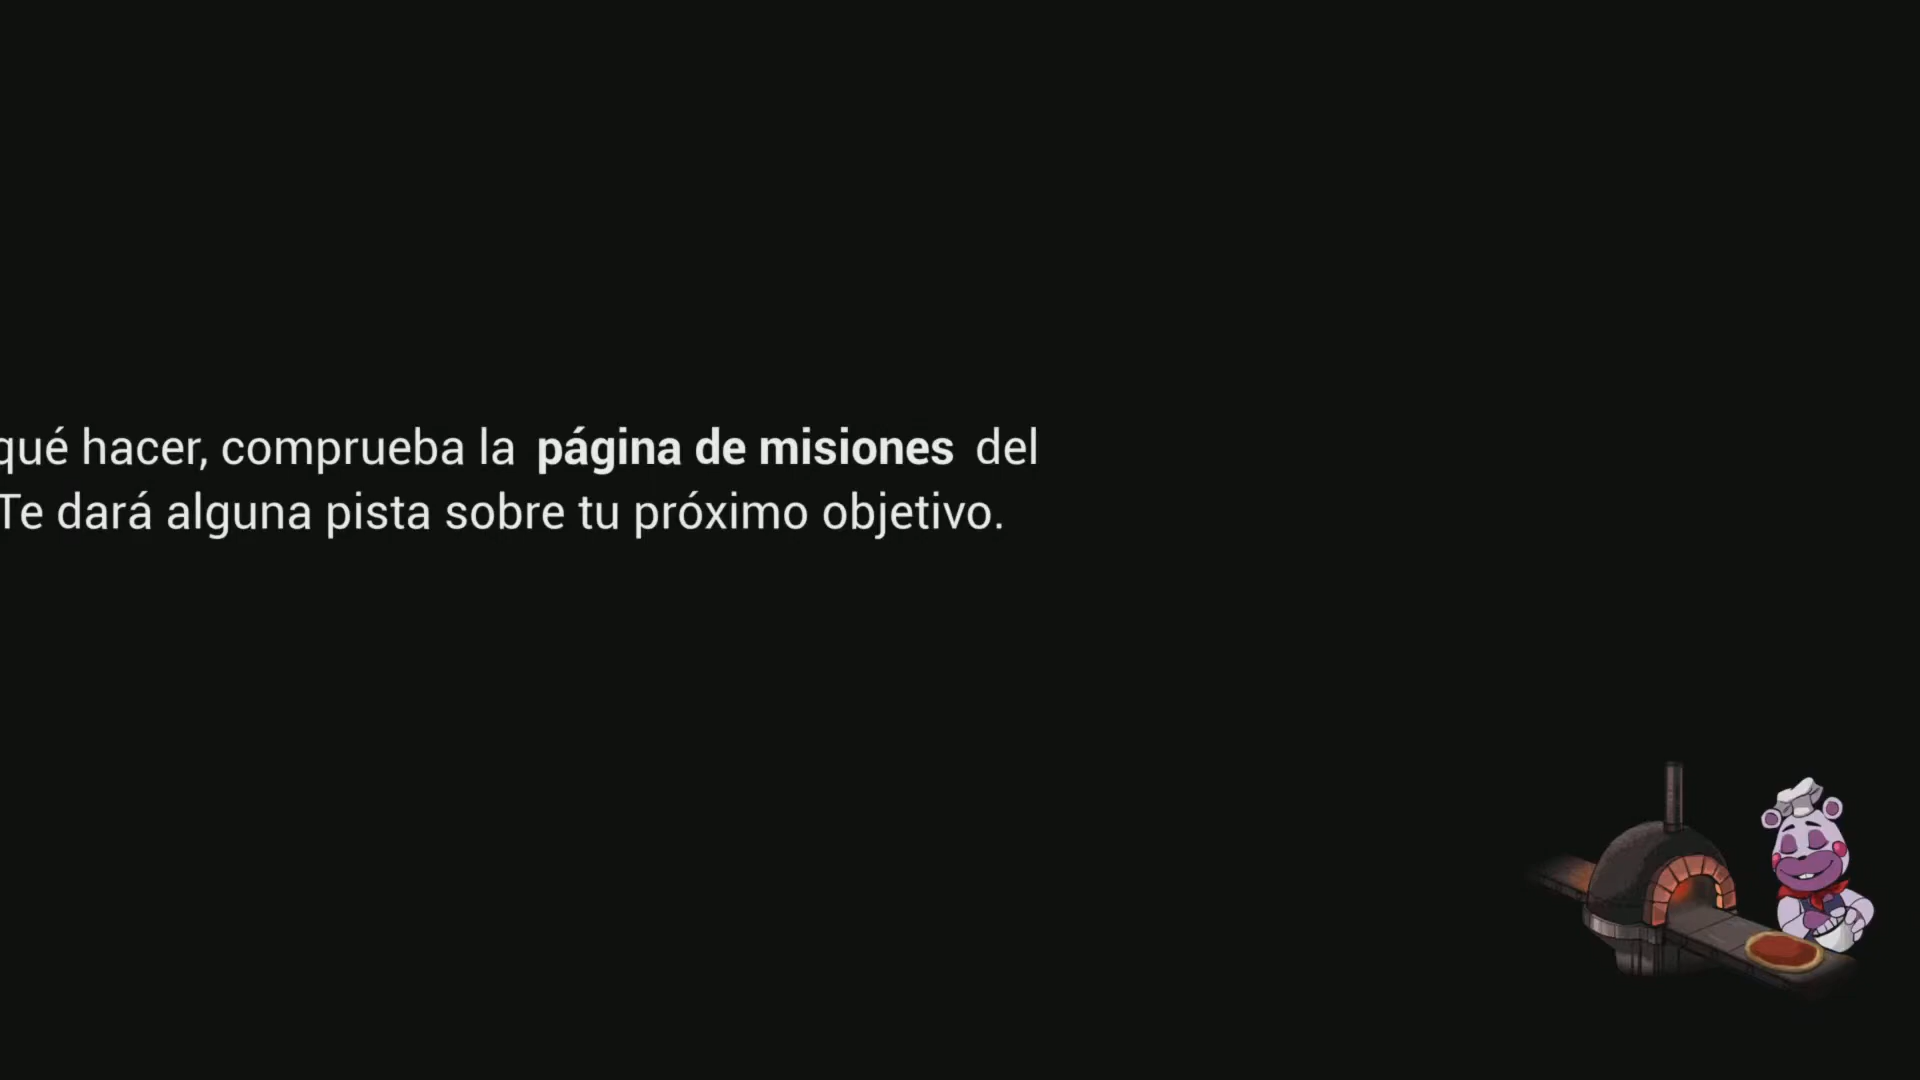 qué hacer, comprueba la página de misiones del
Te dará alguna pista sobre tu próximo objetivo.